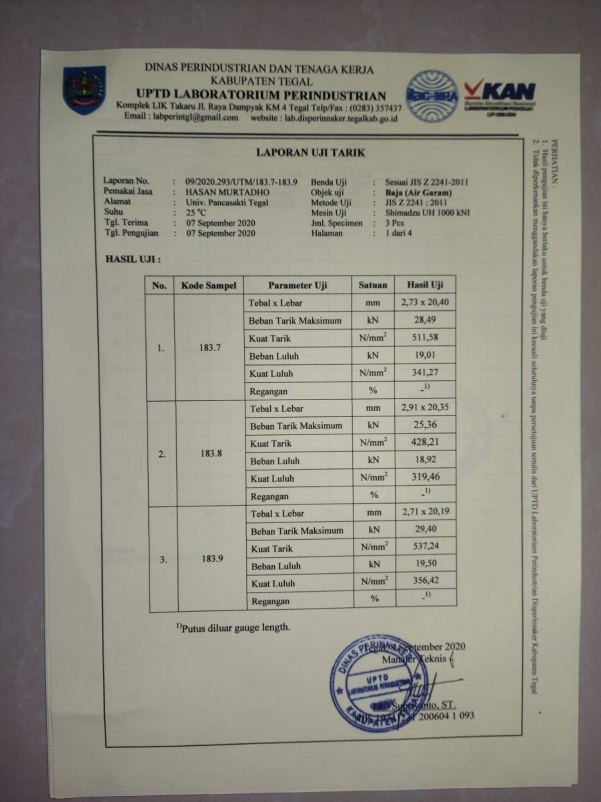 DINAS PERINDUSTRIAN DAN TENAGA KERJA
KABUPATEN TEGAL
UPTD LABORATORIUM PERINDUSTRIAN
Komplek LIK Takaru Jl. Raya Dampyak KM 4 Tegal Telp/Fax : (0283) 357437
Email : labperintgl@gmail.com website : lab.disperinnaker.tegalkab.go.id
ilac-MRA
KAN
Komite Akreditasi Nasional
LAPORAN UJI TARIK
Laporan No. : 09/2020.293/UTM/183.7-183.9 Benda Uji : Sesuai JIS Z 2241-2011
Pemakai Jasa : HASAN MURTADHO Objek uji : Baja (Air Garam)
Alamat : Univ. Pancasakti Tegal Metode Uji : JIS Z 2241 : 2011
Suhu : 25 °C Mesin Uji : Shimadzu UH 1000 kNI
Tgl. Terima : 07 September 2020 Jml. Specimen : 3 Pcs
Tgl. Pengujian : 07 September 2020 Halaman : 1 dari 4
HASIL UJI :
No. Kode Sampel Parameter Uji Satuan Hasil Uji
1. 183.7 Tebal x Lebar mm 2,73 x 20,40
Beban Tarik Maksimum kN 28,49
Kuat Tarik N/mm² 511,58
Beban Luluh kN 19,01
Kuat Luluh N/mm² 341,27
Regangan % -¹⁾
2. 183.8 Tebal x Lebar mm 2,91 x 20,35
Beban Tarik Maksimum kN 25,36
Kuat Tarik N/mm² 428,21
Beban Luluh kN 18,92
Kuat Luluh N/mm² 319,46
Regangan % -¹⁾
3. 183.9 Tebal x Lebar mm 2,71 x 20,19
Beban Tarik Maksimum kN 29,40
Kuat Tarik N/mm² 537,24
Beban Luluh kN 19,50
Kuat Luluh N/mm² 356,42
Regangan % -¹⁾
¹⁾Putus diluar gauge length.
September 2020
Manajer Teknis
DINAS PERINNAKER
UPTD
LABORATORIUM PERINDUSTRIAN
KABUPATEN TEGAL
ST.
200604 1 093
PERHATIAN :
1. Hasil pengujian ini hanya berlaku untuk benda uji yang diuji
2. Tidak diperkenankan menggandakan laporan pengujian ini kecuali seluruhnya tanpa persetujuan tertulis dari UPTD Laboratorium Perindustrian Disperinnaker Kabupaten Tegal